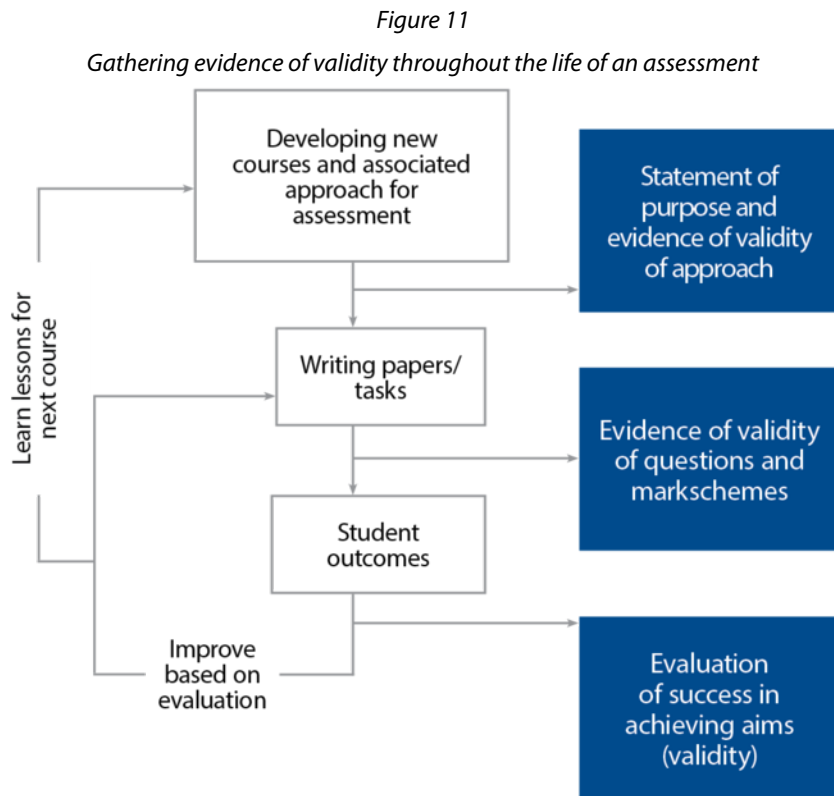 Figure 11
Gathering evidence of validity throughout the life of an assessment
Developing new
courses and associated
approach for
assessment
Statement of
purpose and
evidence of validity
of approach
Learn lessons for
next course
Writing papers/
tasks
Evidence of validity
of questions and
markschemes
Student
outcomes
Improve
based on
evaluation
Evaluation
of success in
achieving aims
(validity)